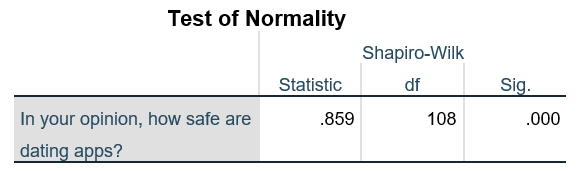 Test of Normality
Shapiro-Wilk
Statistic df Sig.
In your opinion, how safe are .859 108 .000
dating apps?